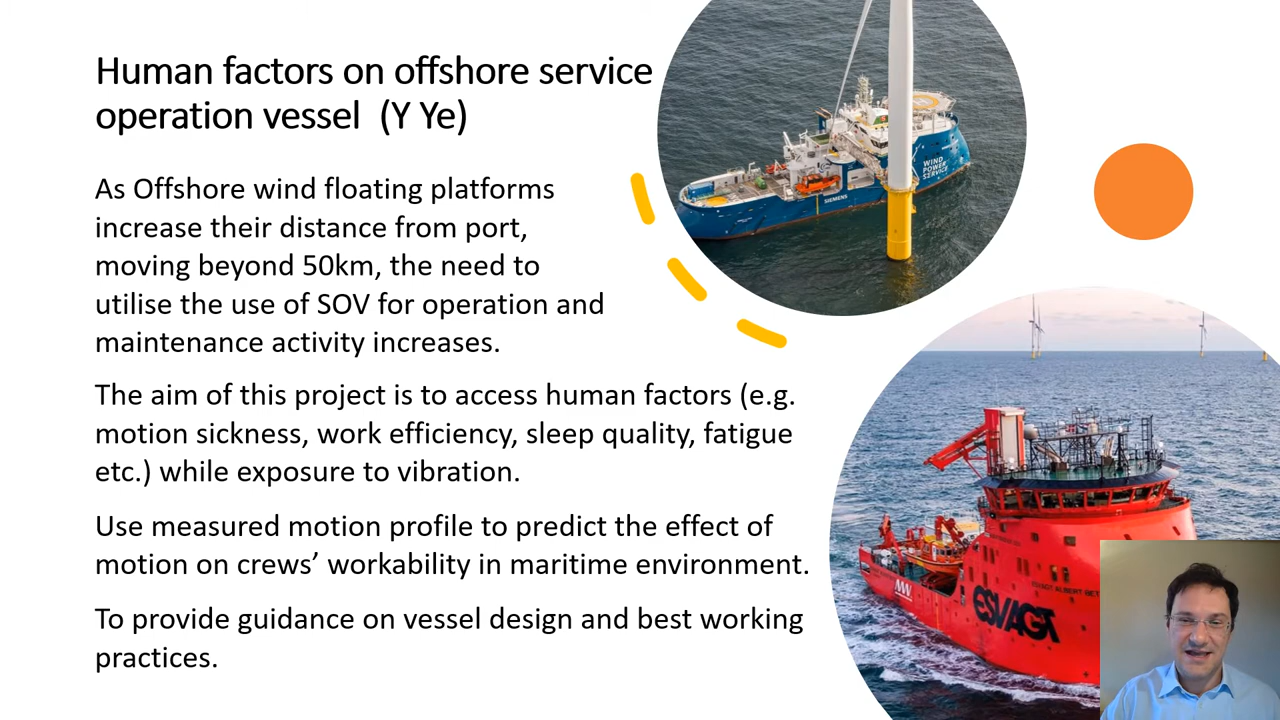 Human factors on offshore service
operation vessel (Y Ye)
As Offshore wind floating platforms
increase their distance from port,
moving beyond 50km, the need to
utilise the use of SOV for operation and
maintenance activity increases.
The aim of this project is to access human factors (e.g.
motion sickness, work efficiency, sleep quality, fatigue
etc.) while exposure to vibration.
Use measured motion profile to predict the effect of
motion on crews’ workability in maritime environment.
To provide guidance on vessel design and best working
practices.
WIND
POWER
SERVICE
SIEMENS
ESVAGT